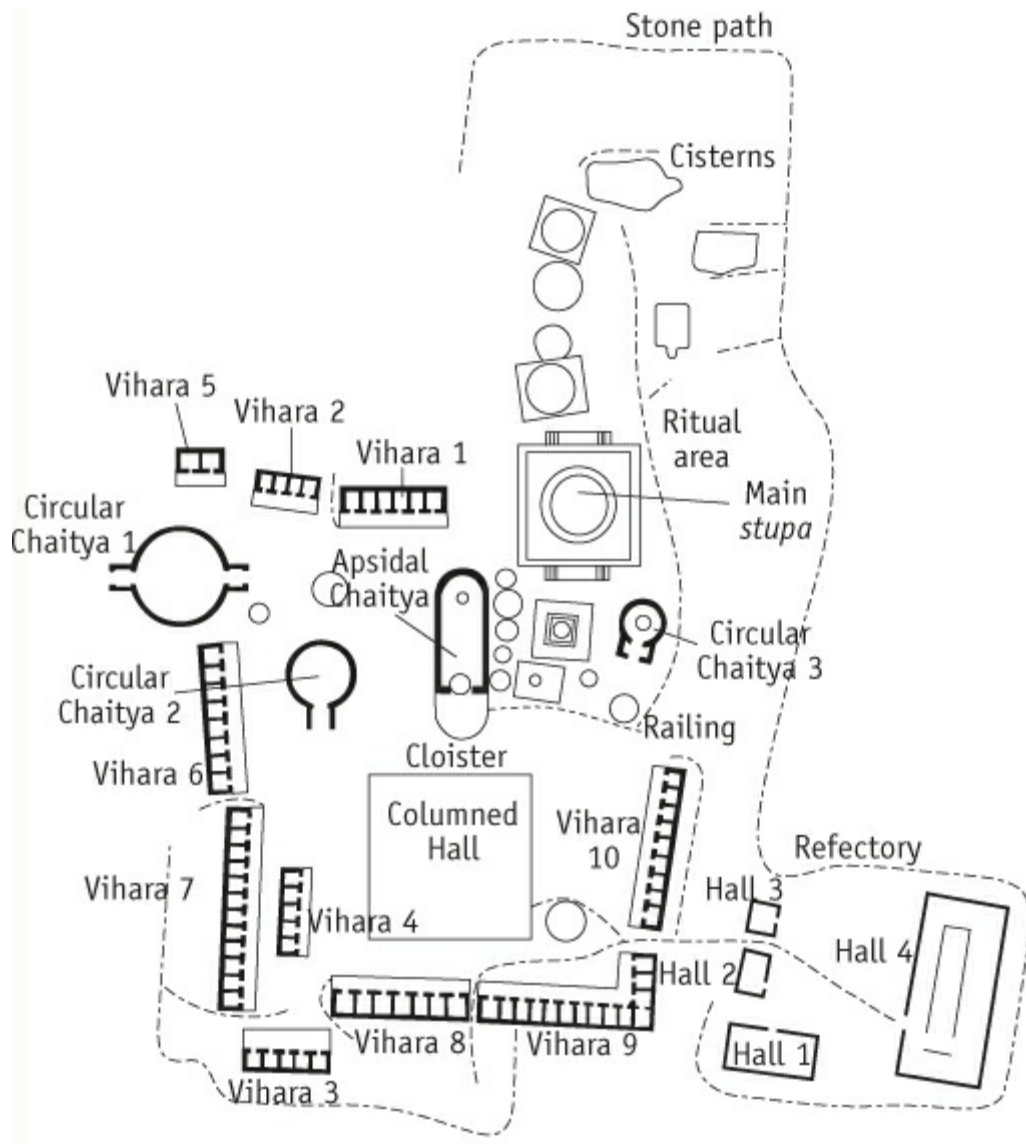 Stone path
Cisterns
Vihara 5
Vihara 2
Vihara 1
Ritual
area
Main
stupa
Circular
Chaitya 1
Apsidal
Chaitya
Circular
Chaitya 3
Circular
Chaitya 2
Railing
Cloister
Vihara 6
Columned
Hall
Vihara
10
Refectory
Vihara 7
Hall 3
Vihara 4
Hall 4
Hall 2
Vihara 8
Vihara 9
Hall 1
Vihara 3